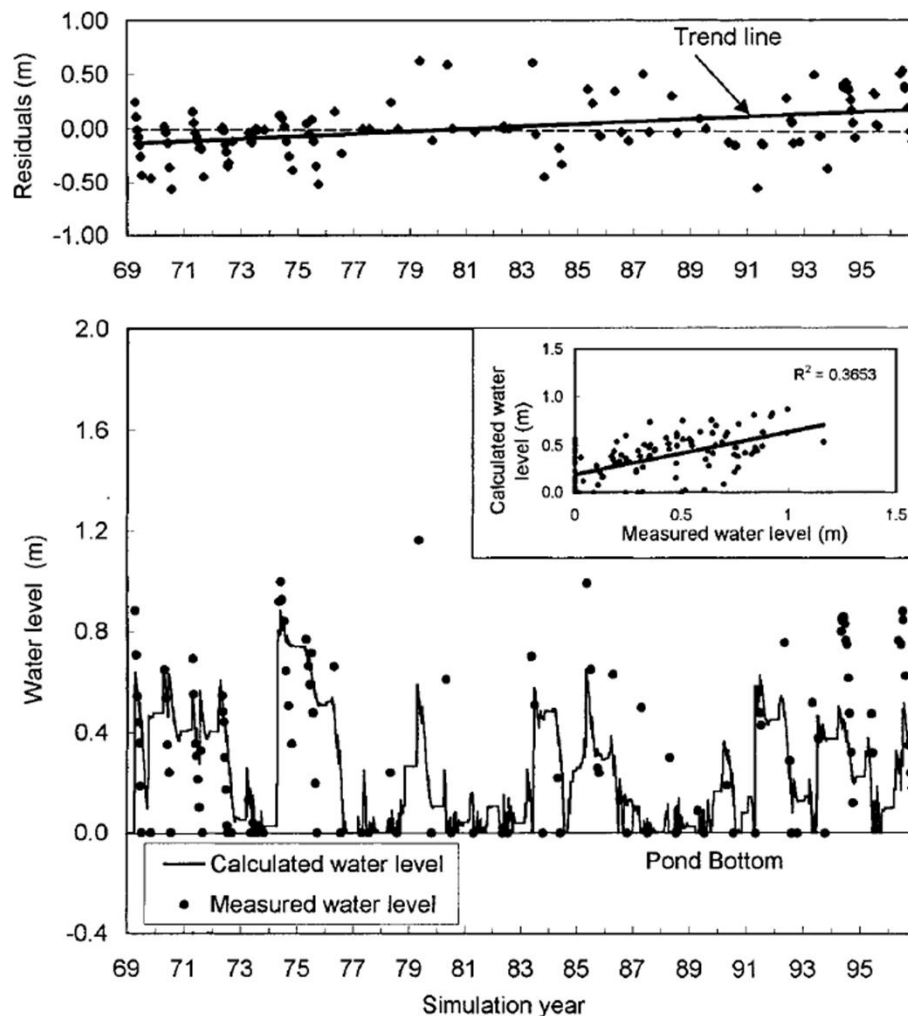 1.00
0.50
0.00
-0.50
-1.00
Residuals (m)
Trend line
69 71 73 75 77 79 81 83 85 87 89 91 93 95
2.0
1.6
1.2
0.8
0.4
0.0
-0.4
Water level (m)
1.5
1.0
0.5
0.0
Calculated water
level (m)
R² = 0.3653
0 0.5 1 1.5
Measured water level (m)
Pond Bottom
Calculated water level
Measured water level
69 71 73 75 77 79 81 83 85 87 89 91 93 95
Simulation year